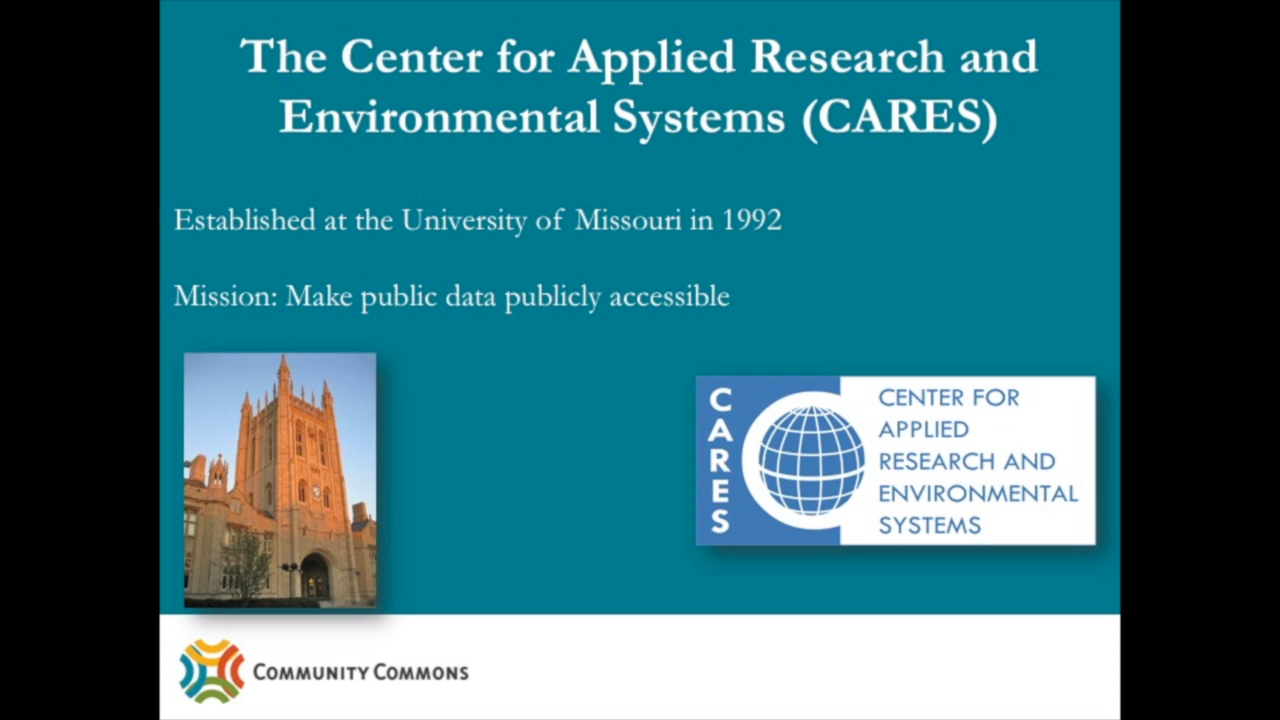 The Center for Applied Research and
Environmental Systems (CARES)
Established at the University of Missouri in 1992
Mission: Make public data publicly accessible
CARES
CENTER FOR
APPLIED
RESEARCH AND
ENVIRONMENTAL
SYSTEMS
COMMUNITY COMMONS